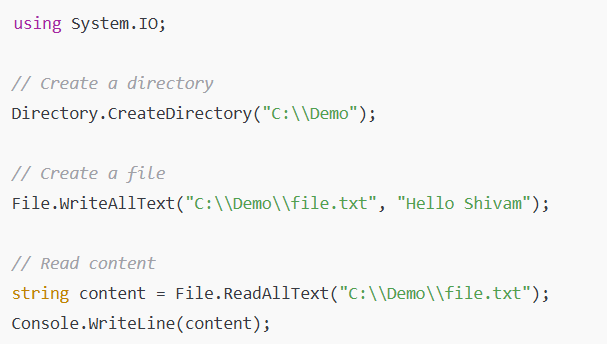 using System.IO;
// Create a directory
Directory.CreateDirectory("C:\\Demo");
// Create a file
File.WriteAllText("C:\\Demo\\file.txt", "Hello Shivam");
// Read content
string content = File.ReadAllText("C:\\Demo\\file.txt");
Console.WriteLine(content);